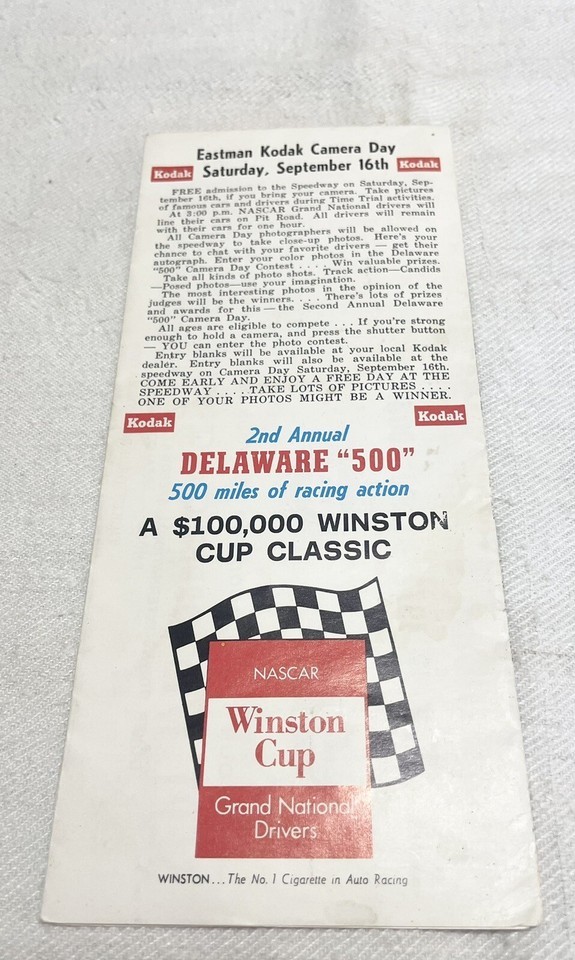 Eastman Kodak Camera Day
Kodak Saturday, September 16th Kodak
FREE admission to the Speedway on Saturday, Sep-
tember 16th, if you bring your camera. Take pictures
of famous cars and drivers during Time Trial activities.
At 3:00 p.m. NASCAR Grand National drivers will
line their cars on Pit Road. All drivers will remain
with their cars for one hour.
All Camera Day photographers will be allowed on
the speedway to take close-up photos. Here's your
chance to chat with your favorite drivers — get their
autograph. Enter your color photos in the Delaware
"500" Camera Day Contest . . . . Win valuable prizes.
Take all kinds of photo shots. Track action—Candids
—Posed photos—use your imagination.
The most interesting photos in the opinion of the
judges will be the winners. . . . There's lots of prizes
and awards for this — the Second Annual Delaware
"500" Camera Day.
All ages are eligible to compete . . . If you're strong
enough to hold a camera, and press the shutter button
— YOU can enter the photo contest.
Entry blanks will be available at your local Kodak
dealer. Entry blanks will also be available at the
speedway on Camera Day Saturday, September 16th.
COME EARLY AND ENJOY A FREE DAY AT THE
SPEEDWAY . . . . TAKE LOTS OF PICTURES . . . .
ONE OF YOUR PHOTOS MIGHT BE A WINNER.
Kodak Kodak
2nd Annual
DELAWARE "500"
500 miles of racing action
A $100,000 WINSTON
CUP CLASSIC
NASCAR
Winston
Cup
Grand National
Drivers
WINSTON... The No. 1 Cigarette in Auto Racing